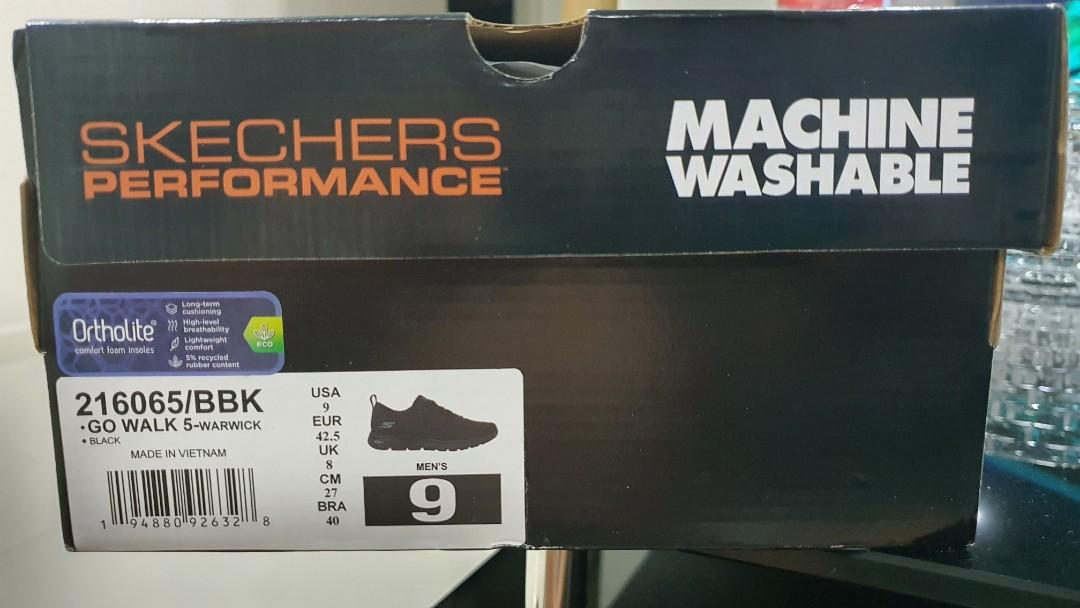 SKECHERS
PERFORMANCE
MACHINE
WASHABLE
OrthoLite®
comfort foam insoles
Long-term
cushioning
High-level
breathability
Lightweight
comfort
5% recycled
rubber content
eco
216065/BBK
•GO WALK 5-WARWICK
• BLACK
MADE IN VIETNAM
1 94880 92632 8
USA
9
EUR
42.5
UK
8
CM
27
BRA
40
MEN'S
9